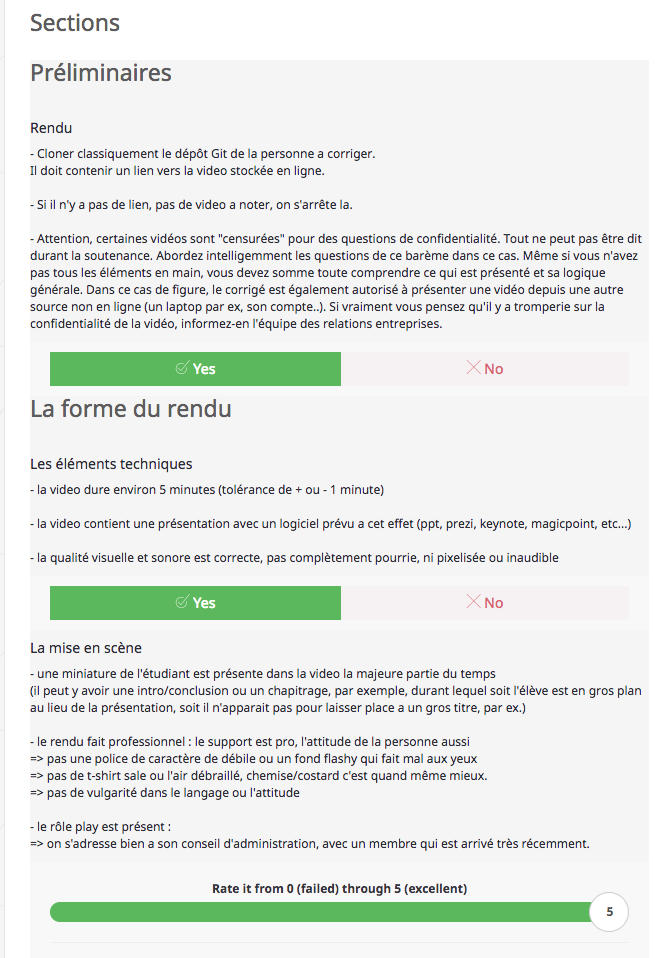 Sections
Préliminaires
Rendu
- Cloner classiquement le dépôt Git de la personne a corriger.
Il doit contenir un lien vers la video stockée en ligne.
- Si il n'y a pas de lien, pas de video a noter, on s'arrête la.
- Attention, certaines vidéos sont "censurées" pour des questions de confidentialité. Tout ne peut pas être dit
durant la soutenance. Abordez intelligemment les questions de ce barème dans ce cas. Même si vous n'avez
pas tous les éléments en main, vous devez somme toute comprendre ce qui est présenté et sa logique
générale. Dans ce cas de figure, le corrigé est également autorisé à présenter une vidéo depuis une autre
source non en ligne (un laptop par ex, son compte..). Si vraiment vous pensez qu'il y a tromperie sur la
confidentialité de la vidéo, informez-en l'équipe des relations entreprises.
Yes No
La forme du rendu
Les éléments techniques
- la video dure environ 5 minutes (tolérance de + ou - 1 minute)
- la video contient une présentation avec un logiciel prévu a cet effet (ppt, prezi, keynote, magicpoint, etc...)
- la qualité visuelle et sonore est correcte, pas complètement pourrie, ni pixelisée ou inaudible
Yes No
La mise en scène
- une miniature de l'étudiant est présente dans la video la majeure partie du temps
(il peut y avoir une intro/conclusion ou un chapitrage, par exemple, durant lequel soit l'élève est en gros plan
au lieu de la présentation, soit il n'apparait pas pour laisser place a un gros titre, par ex.)
- le rendu fait professionnel : le support est pro, l'attitude de la personne aussi
=> pas une police de caractère de débile ou un fond flashy qui fait mal aux yeux
=> pas de t-shirt sale ou l'air débraillé, chemise/costard c'est quand même mieux.
=> pas de vulgarité dans le langage ou l'attitude
- le rôle play est présent :
=> on s'adresse bien a son conseil d'administration, avec un membre qui est arrivé très récemment.
Rate it from 0 (failed) through 5 (excellent)
5